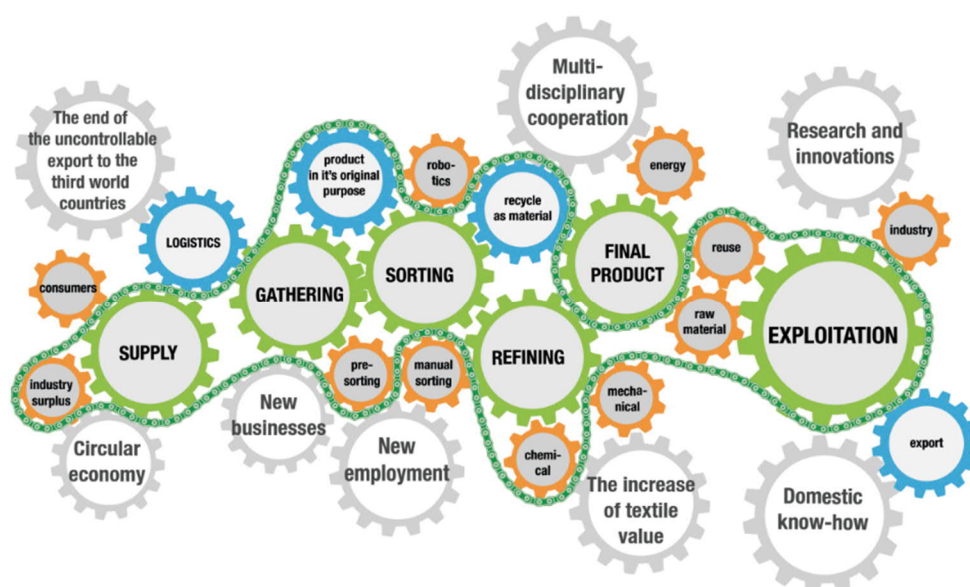 The end
of the uncontrollable
export to the
third world
countries
LOGISTICS
product
in it's original
purpose
robo-
tics
recycle
as material
Multi-
disciplinary
cooperation
energy
Research and
innovations
industry
consumers
SUPPLY
GATHERING
SORTING
REFINING
FINAL
PRODUCT
reuse
raw
material
EXPLOITATION
industry
surplus
Circular
economy
New
businesses
pre-
sorting
manual
sorting
New
employment
chemi-
cal
mecha-
nical
The increase
of textile
value
Domestic
know-how
export